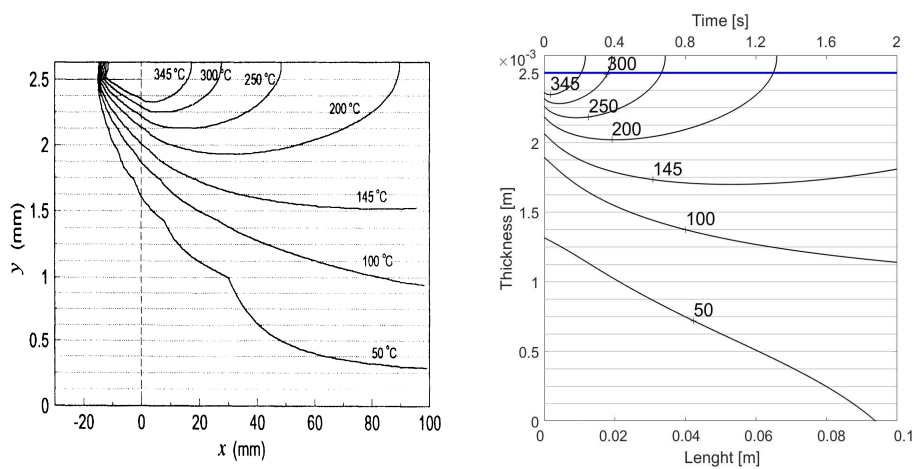 2.5
2
1.5
1
0.5
0
y (mm)
345 °C
300 °C
250 °C
200 °C
145 °C
100 °C
50 °C
-20 0 20 40 60 80 100
x (mm)
Time [s]
0 0.4 0.8 1.2 1.6 2
×10⁻³
2.5
2
1.5
1
0.5
0
Thickness [m]
300
345
250
200
145
100
50
0 0.02 0.04 0.06 0.08 0.1
Lenght [m]